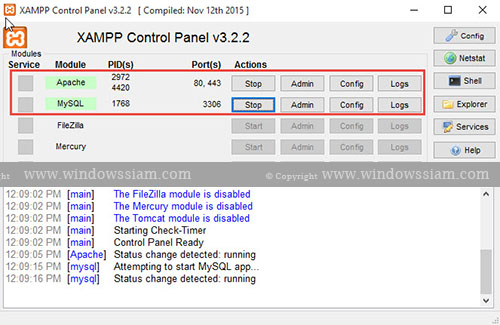 XAMPP Control Panel v3.2.2 [ Compiled: Nov 12th 2015 ]
XAMPP Control Panel v3.2.2
Config
Modules
Service Module PID(s) Port(s) Actions
Netstat
Apache 2972 4420 80, 443 Stop Admin Config Logs
Shell
MySQL 1768 3306 Stop Admin Config Logs
Explorer
FileZilla Start Admin Config Logs
Services
Mercury Start Admin Config Logs
Help
ght www.windowssiam.com © Copyright www.windowssiam.com
12:09:02 PM [main] The FileZilla module is disabled
12:09:02 PM [main] The Mercury module is disabled
12:09:02 PM [main] The Tomcat module is disabled
12:09:02 PM [main] Starting Check-Timer
12:09:02 PM [main] Control Panel Ready
12:09:05 PM [Apache] Status change detected: running
12:09:15 PM [mysql] Attempting to start MySQL app...
12:09:16 PM [mysql] Status change detected: running